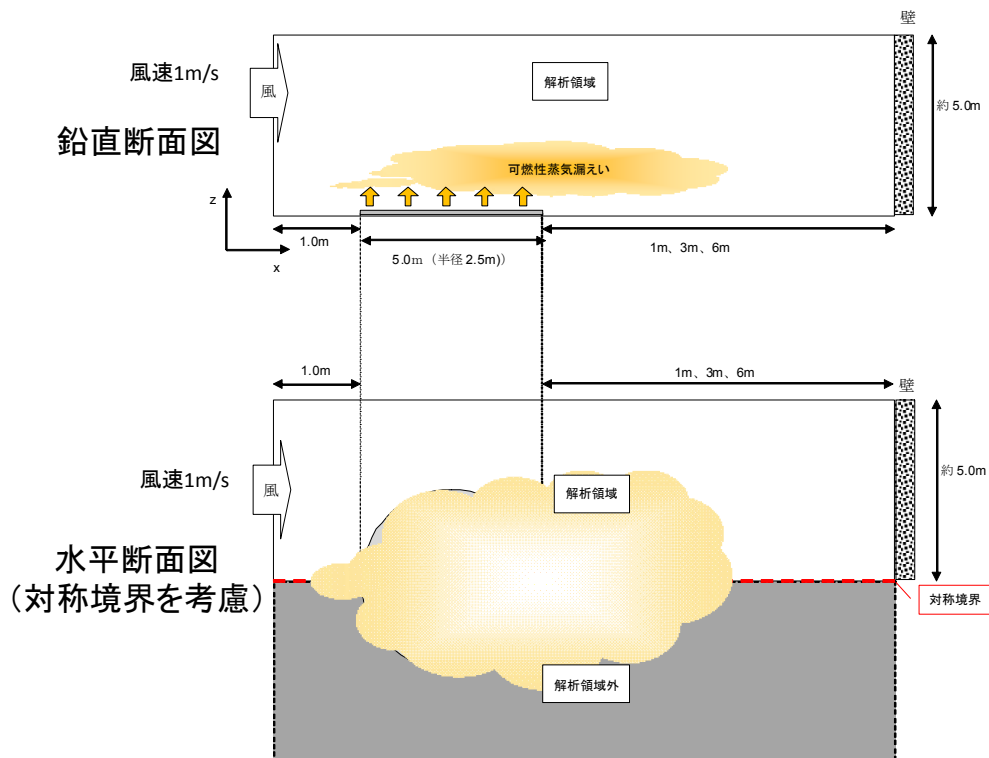 壁
風速1m/s
風
解析領域
約 5.0m
鉛直断面図
可燃性蒸気漏えい
z
x
1.0m
5.0m（半径 2.5m)）
1m、3m、6m
1.0m
1m、3m、6m
壁
風速1m/s
風
解析領域
約 5.0m
水平断面図
（対称境界を考慮）
対称境界
解析領域外